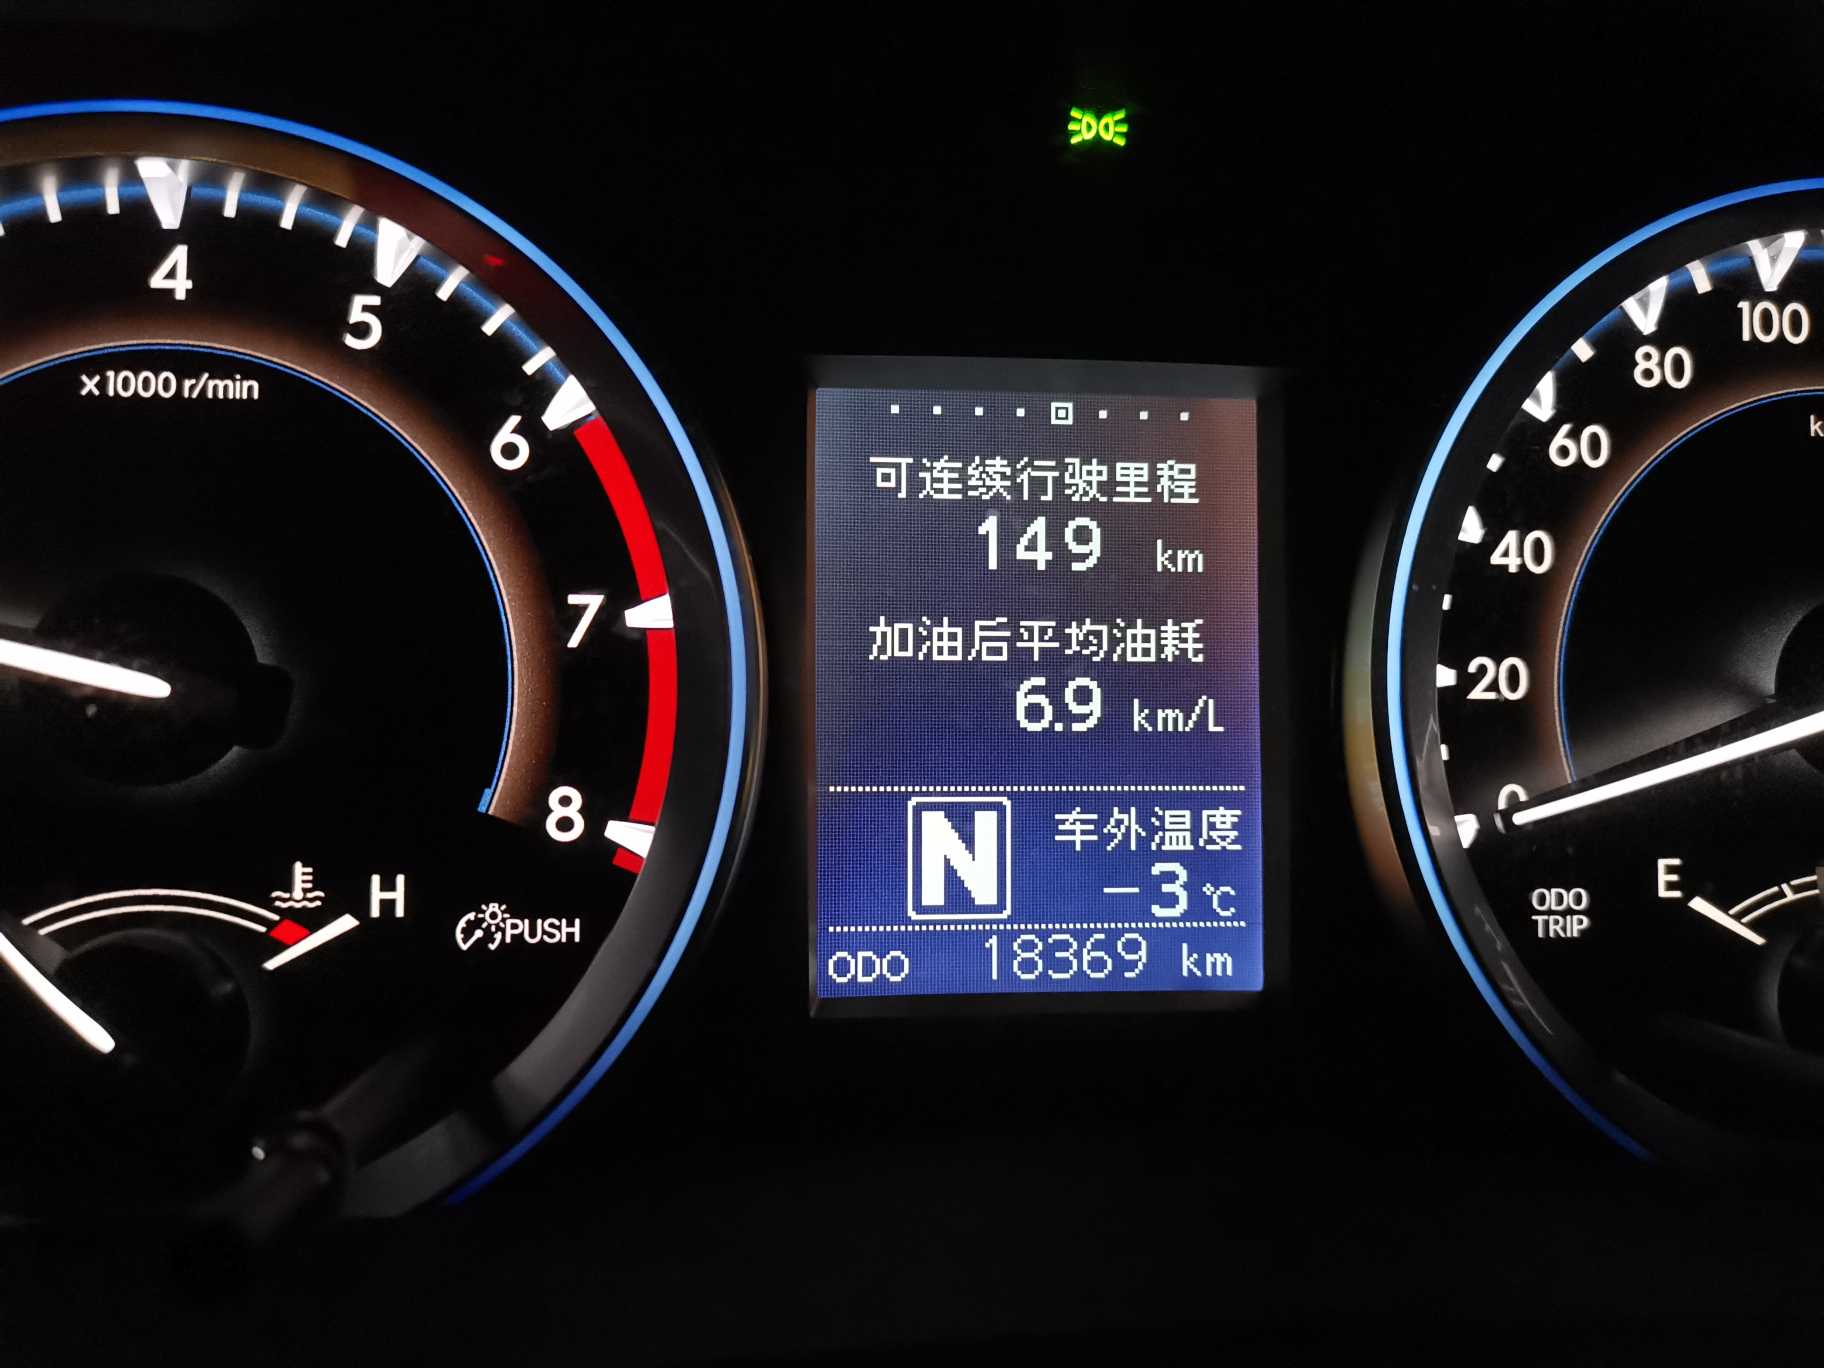 4
5
×1000 r/min
6
7
8
H
PUSH
可连续行驶里程
149 km
加油后平均油耗
6.9 km/L
N
车外温度
-3℃
ODO 18369 km
100
80
60
40
20
0
E
ODO
TRIP